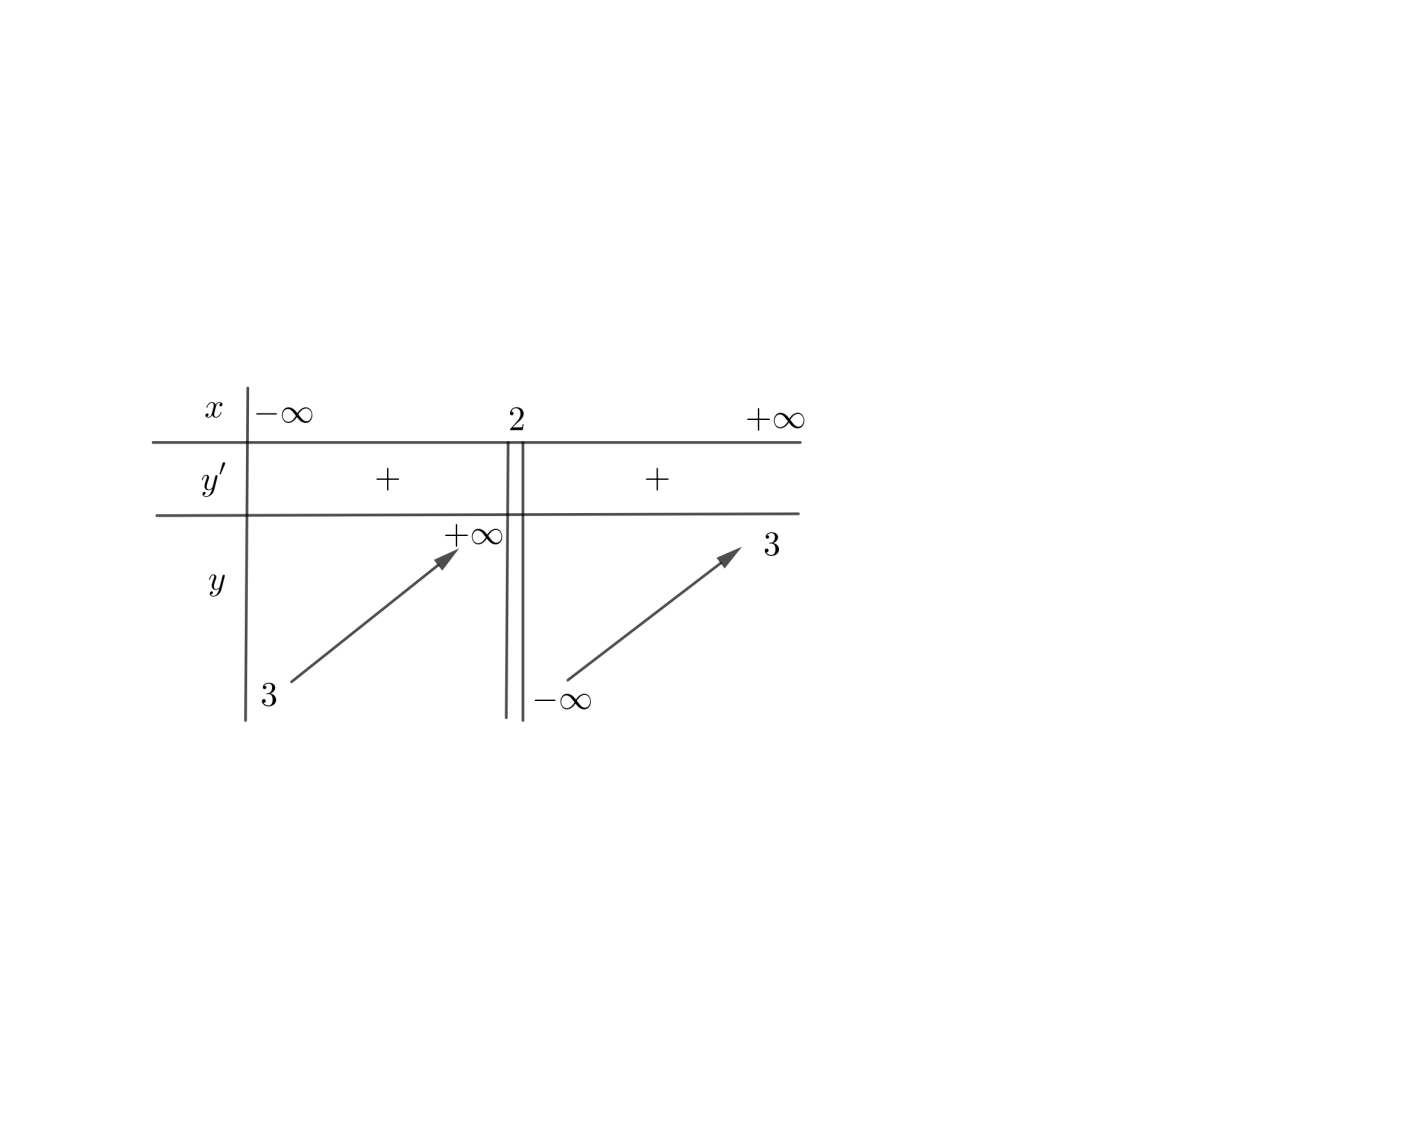 x −∞ 2 +∞
y′ + +
+∞ 3
y
3 −∞